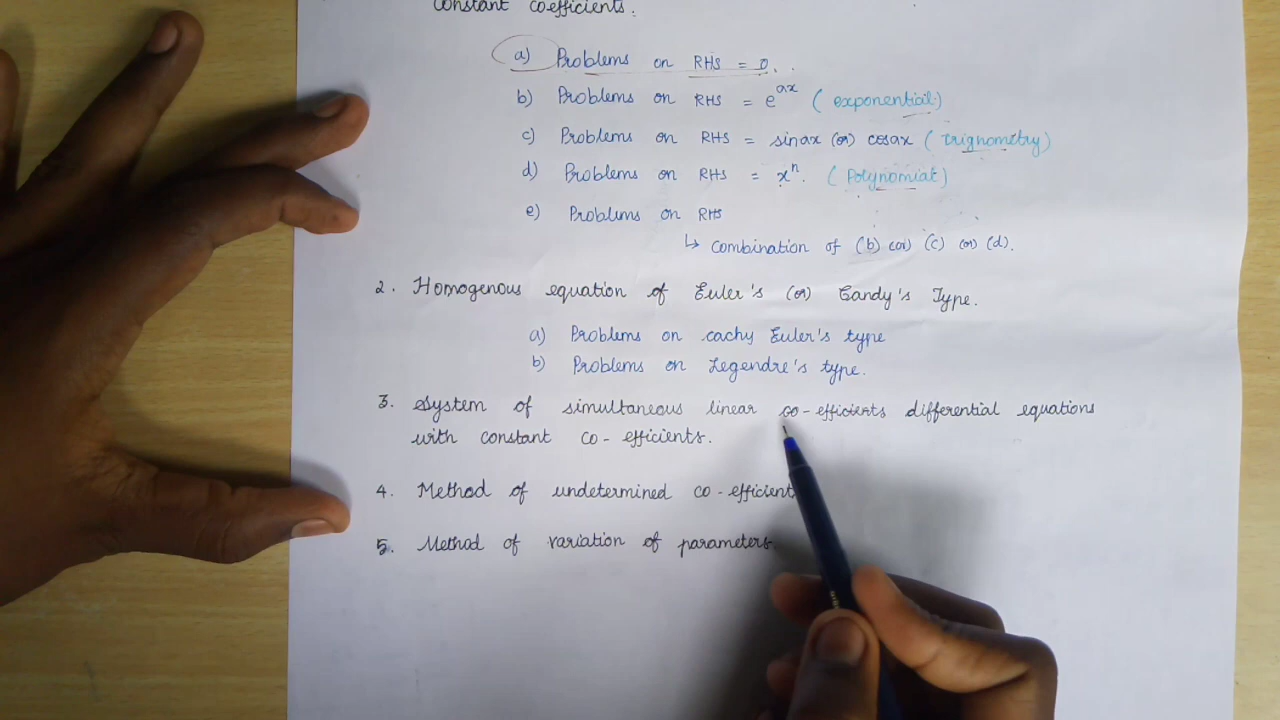 constant coefficients.
a) Problems on RHS = 0.
b) Problems on RHS = e^ax (exponential)
c) Problems on RHS = sinax (or) cosax (trignometry)
d) Problems on RHS = x^n. (Polynomial)
e) Problems on RHS
↳ combination of (b) (or) (c) (or) (d).
2. Homogenous equation of Euler's (or) Type.
a) Problems on cachy Euler's type
b) Problems on Legendre's type.
3. System of simultaneous linear co-efficients differential equations
with constant co-efficients.
4. Method of undetermined co-efficient
5. Method of variation of parameters.